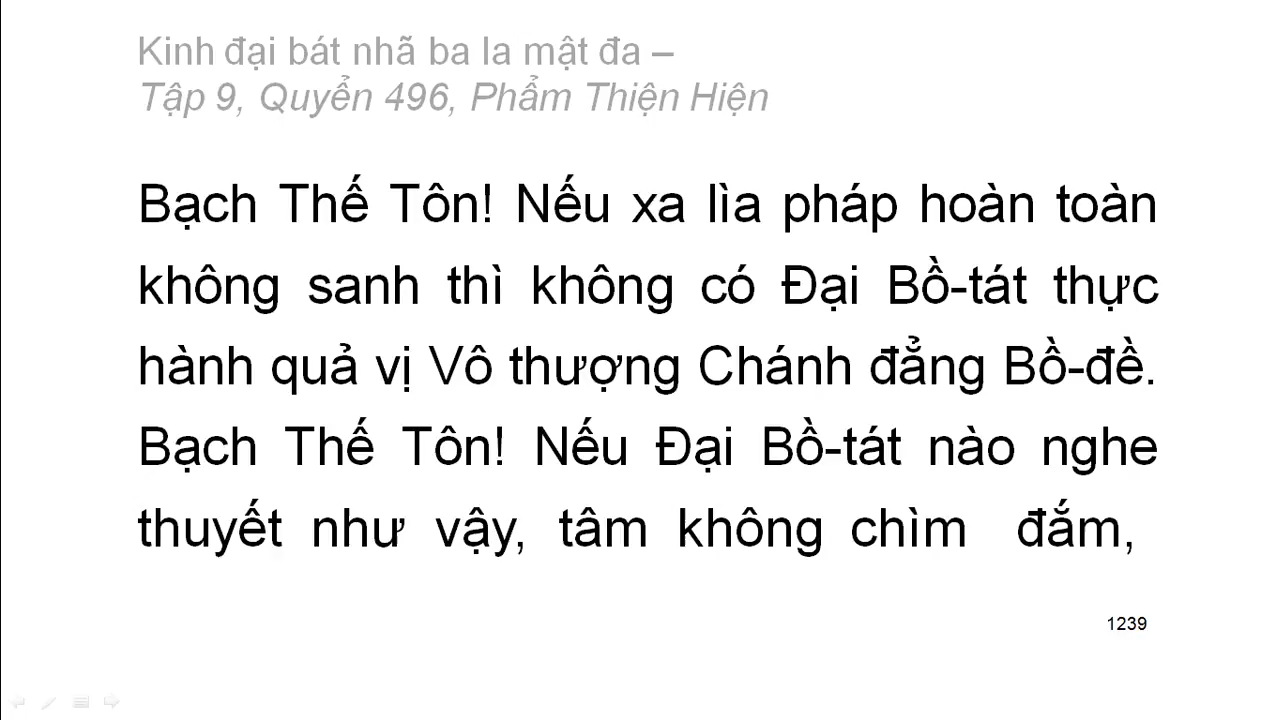 Kinh đại bát nhã ba la mật đa –
Tập 9, Quyển 496, Phẩm Thiện Hiện
Bạch Thế Tôn! Nếu xa lìa pháp hoàn toàn
không sanh thì không có Đại Bồ-tát thực
hành quả vị Vô thượng Chánh đẳng Bồ-đề.
Bạch Thế Tôn! Nếu Đại Bồ-tát nào nghe
thuyết như vậy, tâm không chìm đắm,
1239